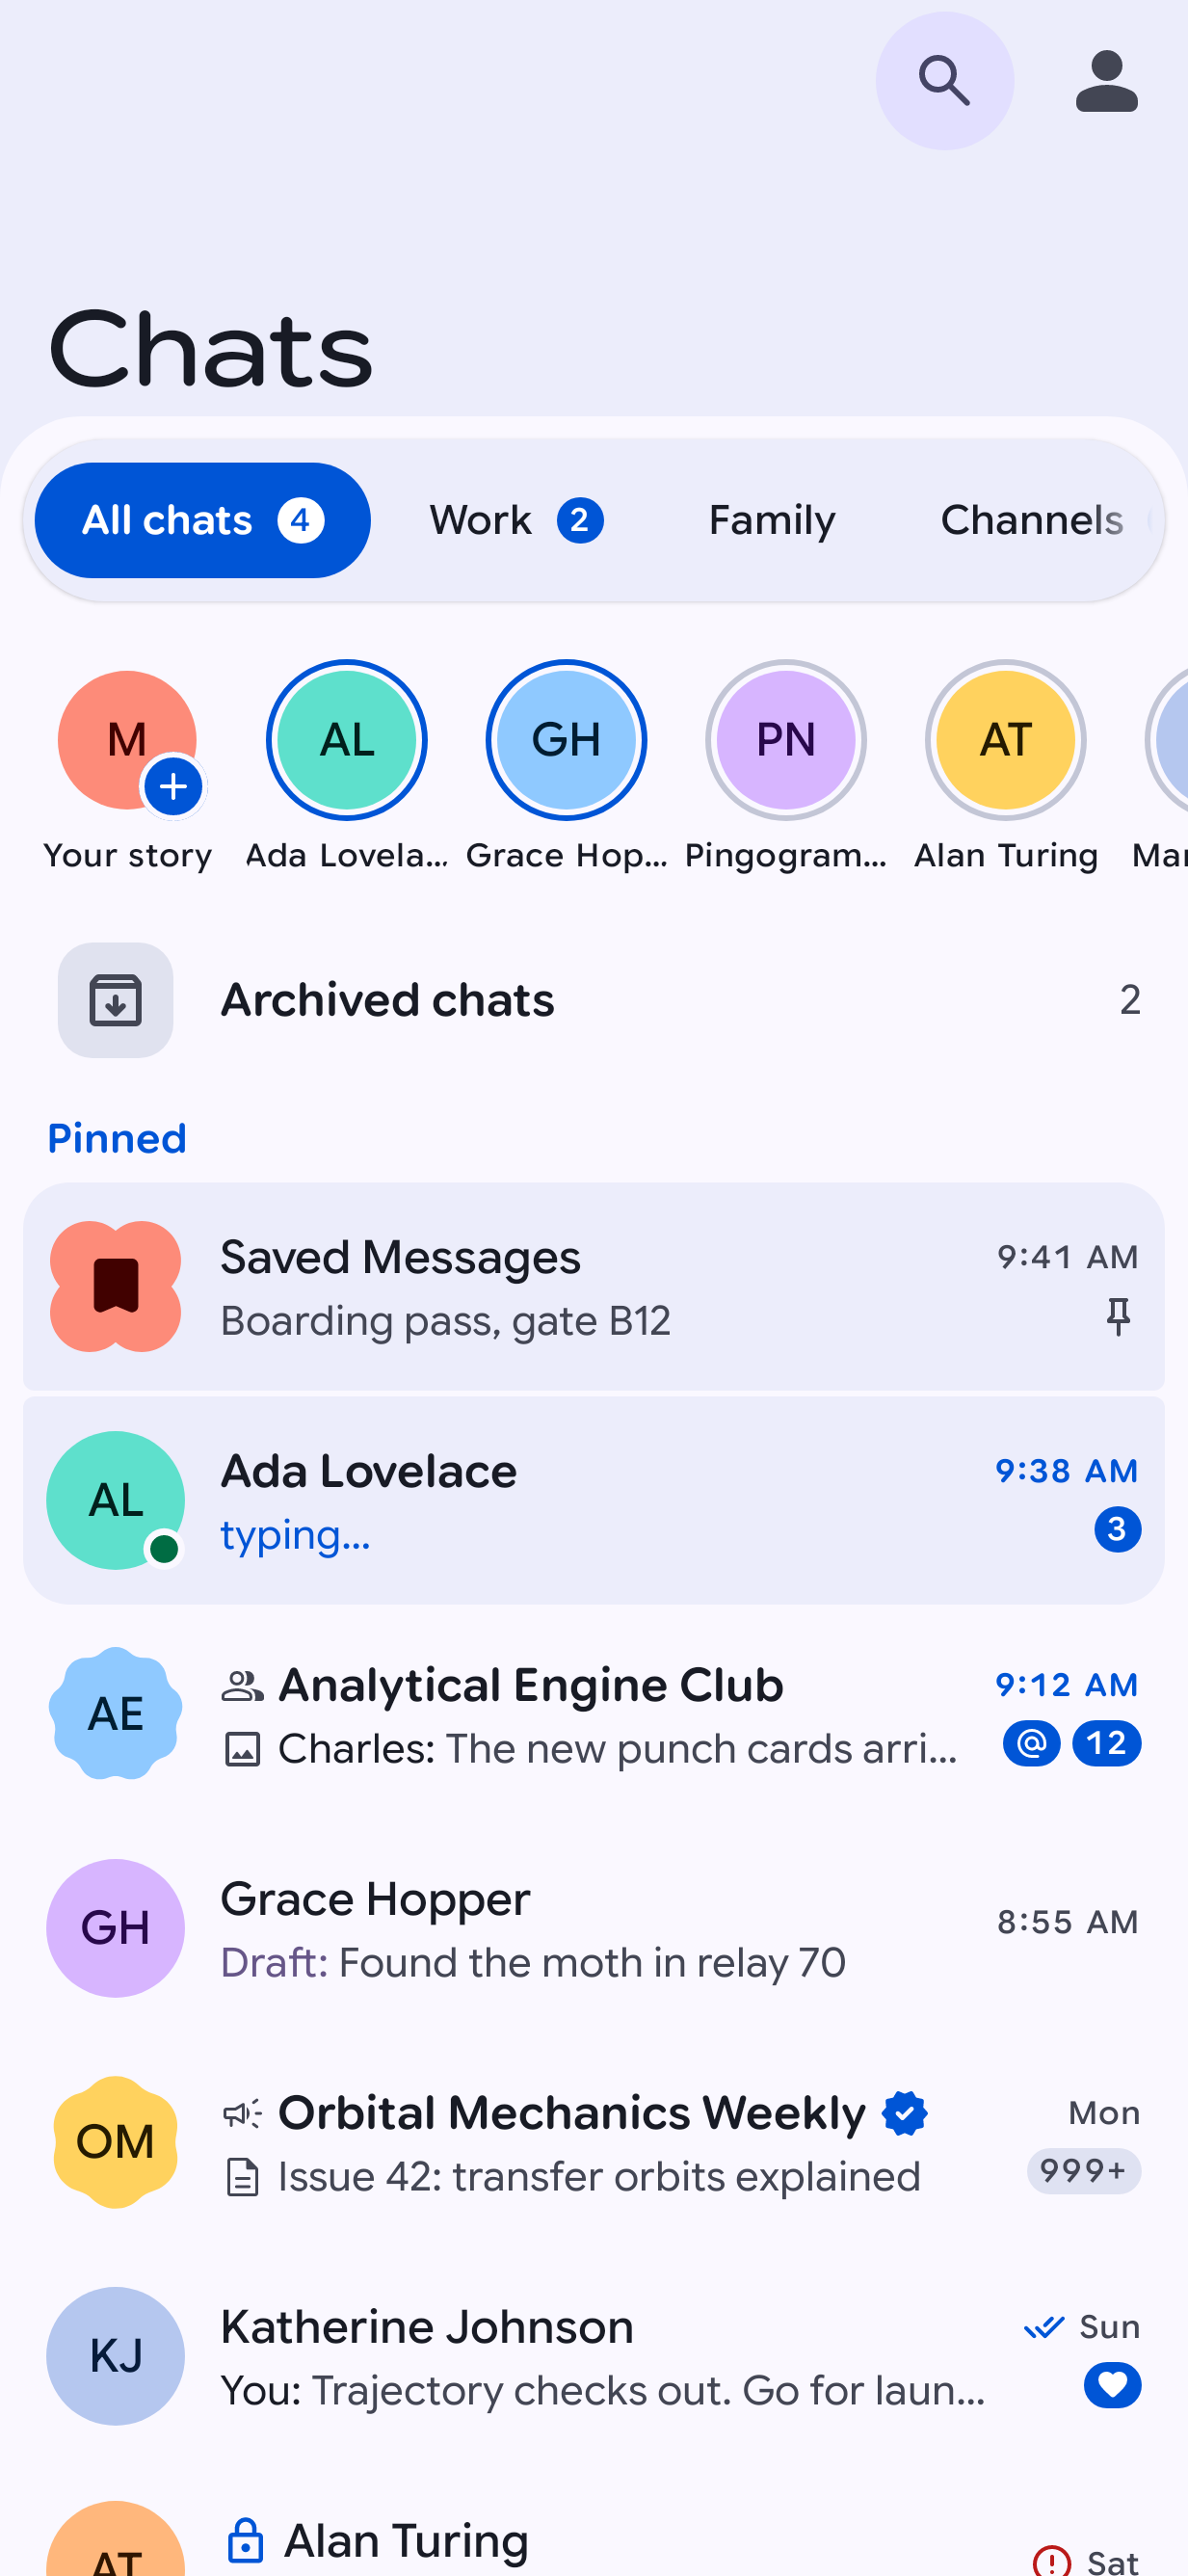 Chats
All chats 4 Work 2 Family Channels
M AL GH PN AT
Your story Ada Lovela... Grace Hop... Pingogram... Alan Turing
Archived chats 2
Pinned
Saved Messages 9:41 AM
Boarding pass, gate B12
AL Ada Lovelace 9:38 AM
typing... 3
AE Analytical Engine Club 9:12 AM
Charles: The new punch cards arri... @ 12
GH Grace Hopper 8:55 AM
Draft: Found the moth in relay 70
OM Orbital Mechanics Weekly Mon
Issue 42: transfer orbits explained 999+
KJ Katherine Johnson Sun
You: Trajectory checks out. Go for laun...
AT Alan Turing Sat